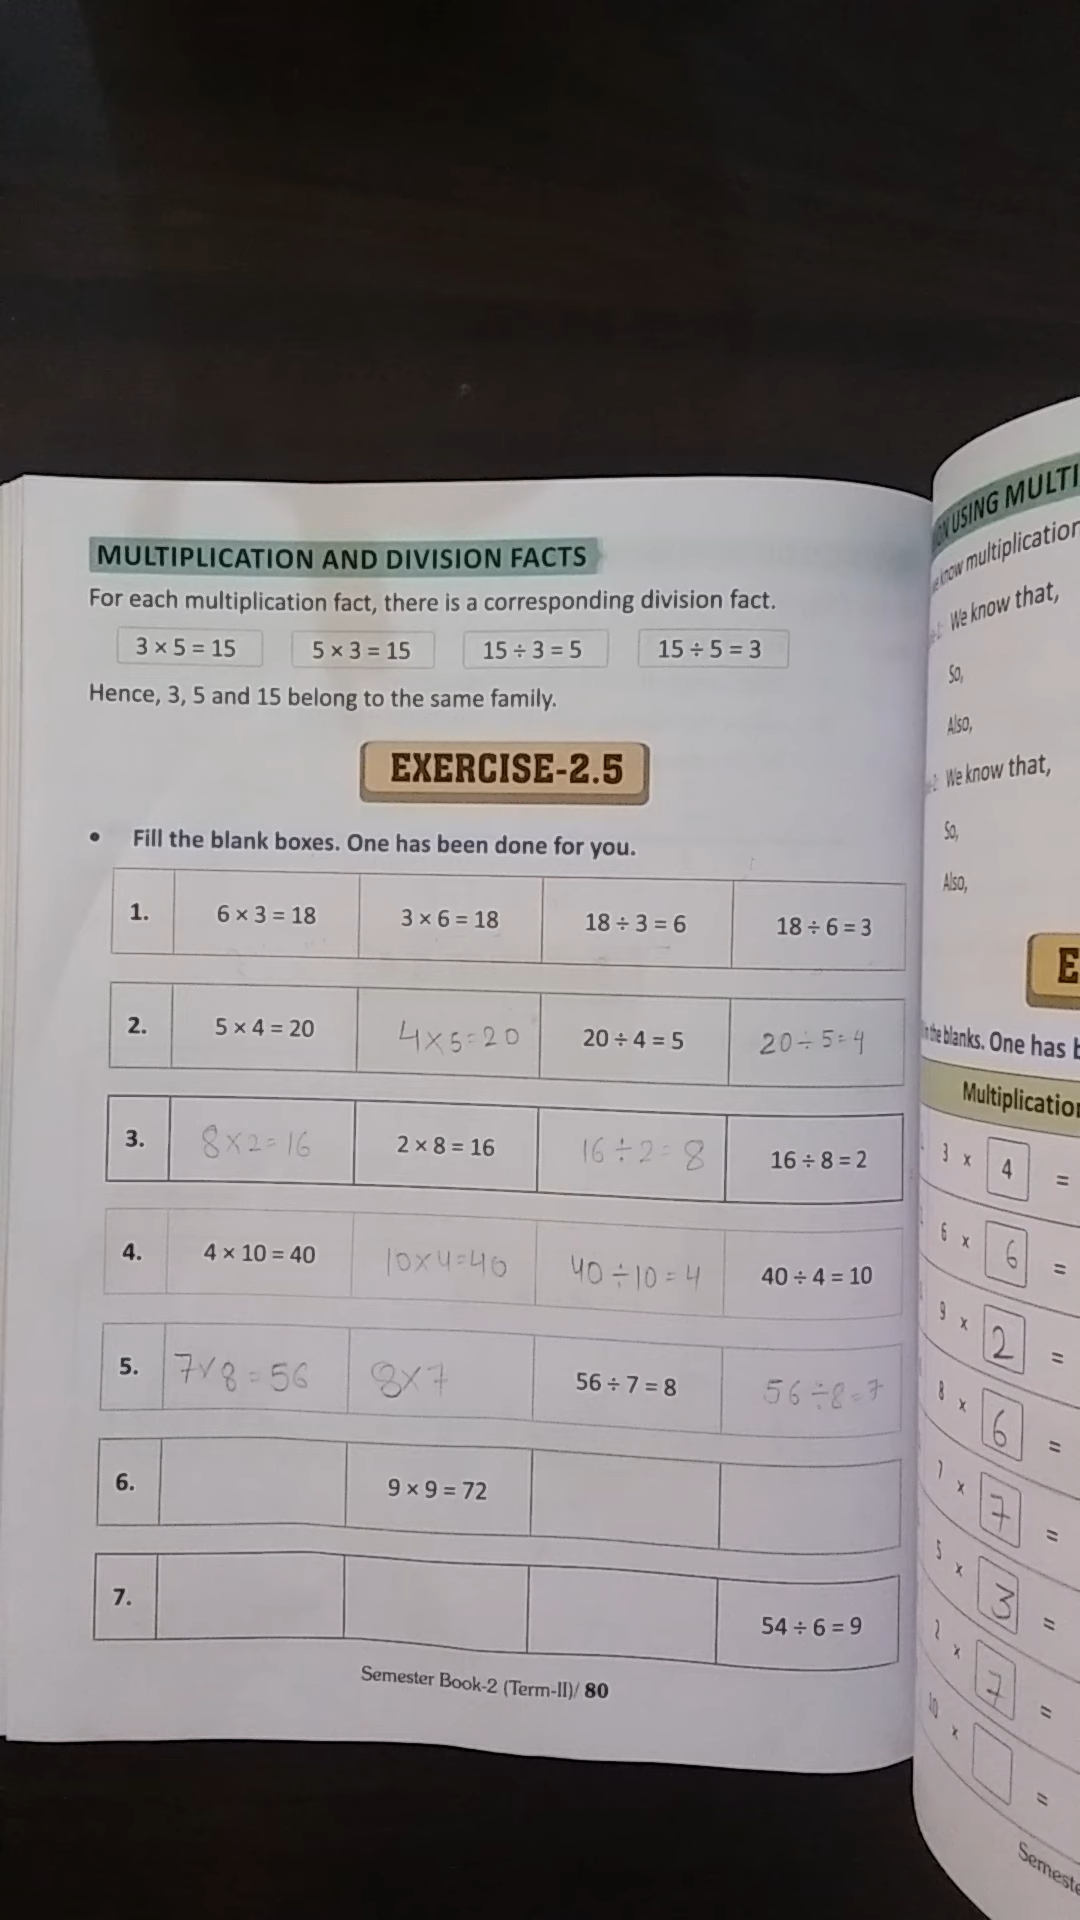 MULTIPLICATION AND DIVISION FACTS
For each multiplication fact, there is a corresponding division fact.
3 × 5 = 15 5 × 3 = 15 15 ÷ 3 = 5 15 ÷ 5 = 3
Hence, 3, 5 and 15 belong to the same family.
EXERCISE-2.5
• Fill the blank boxes. One has been done for you.
1. 6 × 3 = 18 3 × 6 = 18 18 ÷ 3 = 6 18 ÷ 6 = 3
2. 5 × 4 = 20 4 × 5 = 20 20 ÷ 4 = 5 20 ÷ 5 = 4
3. 8 × 2 = 16 2 × 8 = 16 16 ÷ 2 = 8 16 ÷ 8 = 2
4. 4 × 10 = 40 10 × 4 = 40 40 ÷ 10 = 4 40 ÷ 4 = 10
5. 7 × 8 = 56 8 × 7 56 ÷ 7 = 8 56 ÷ 8 = 7
6. 9 × 9 = 72
7. 54 ÷ 6 = 9
Semester Book-2 (Term-II)/ 80
USING MULTI
know multiplication
We know that,
So,
Also,
We know that,
So,
Also,
E
the blanks. One has
Multiplication
3 × 4 =
6 × 6 =
9 × 2 =
8 × 6 =
7 × 7 =
5 × 3 =
2 × 7 =
10 × =
Semeste